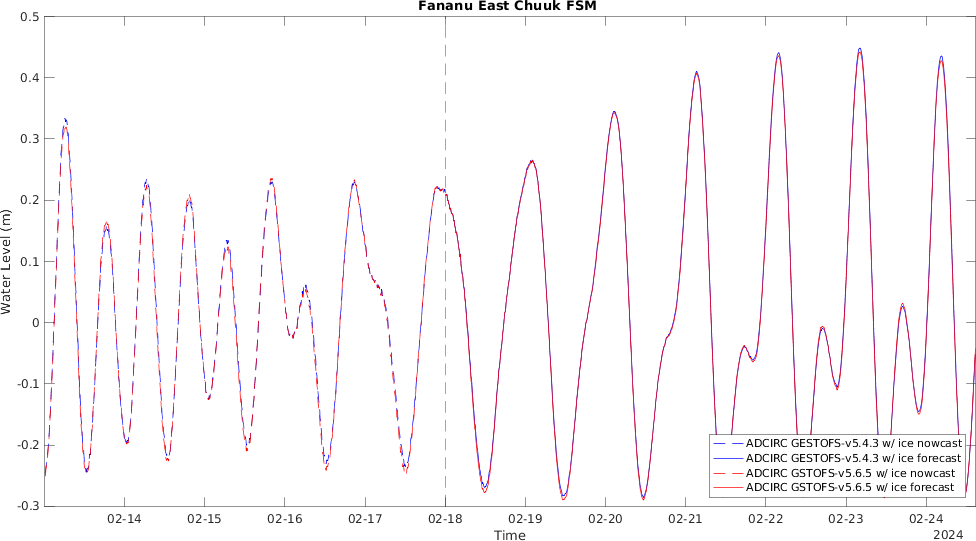 Fananu East Chuuk FSM
0.5
0.4
0.3
0.2
0.1
0
-0.1
-0.2
-0.3
Water Level (m)
ADCIRC GESTOFS-v5.4.3 w/ ice nowcast
ADCIRC GESTOFS-v5.4.3 w/ ice forecast
ADCIRC GSTOFS-v5.6.5 w/ ice nowcast
ADCIRC GSTOFS-v5.6.5 w/ ice forecast
02-14 02-15 02-16 02-17 02-18 02-19 02-20 02-21 02-22 02-23 02-24
Time
2024